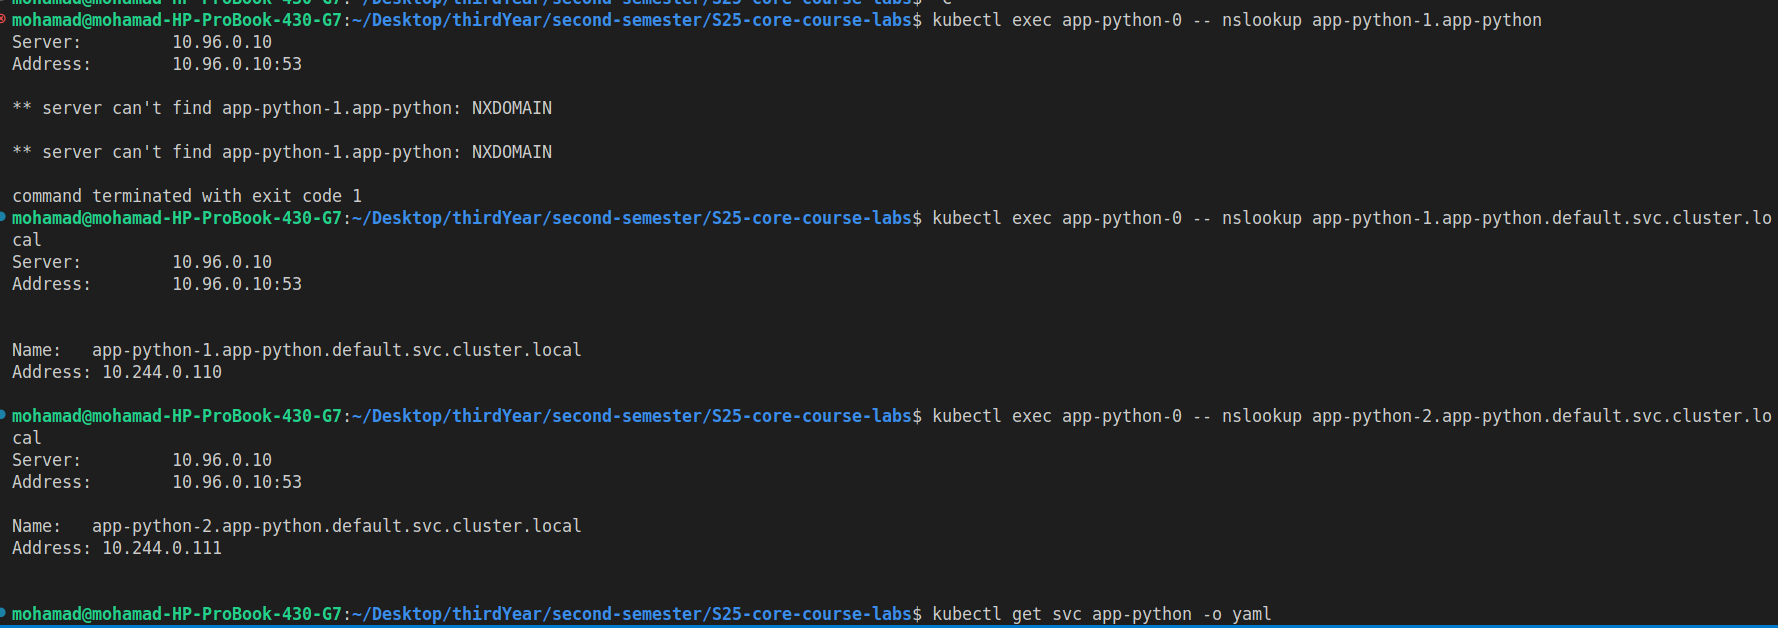 mohamad@mohamad-HP-ProBook-430-G7:~/Desktop/thirdYear/second-semester/S25-core-course-labs$ ^C
mohamad@mohamad-HP-ProBook-430-G7:~/Desktop/thirdYear/second-semester/S25-core-course-labs$ kubectl exec app-python-0 -- nslookup app-python-1.app-python
Server:         10.96.0.10
Address:        10.96.0.10:53
** server can't find app-python-1.app-python: NXDOMAIN
** server can't find app-python-1.app-python: NXDOMAIN
command terminated with exit code 1
mohamad@mohamad-HP-ProBook-430-G7:~/Desktop/thirdYear/second-semester/S25-core-course-labs$ kubectl exec app-python-0 -- nslookup app-python-1.app-python.default.svc.cluster.lo
cal
Server:         10.96.0.10
Address:        10.96.0.10:53
Name:   app-python-1.app-python.default.svc.cluster.local
Address: 10.244.0.110
mohamad@mohamad-HP-ProBook-430-G7:~/Desktop/thirdYear/second-semester/S25-core-course-labs$ kubectl exec app-python-0 -- nslookup app-python-2.app-python.default.svc.cluster.lo
cal
Server:         10.96.0.10
Address:        10.96.0.10:53
Name:   app-python-2.app-python.default.svc.cluster.local
Address: 10.244.0.111
mohamad@mohamad-HP-ProBook-430-G7:~/Desktop/thirdYear/second-semester/S25-core-course-labs$ kubectl get svc app-python -o yaml